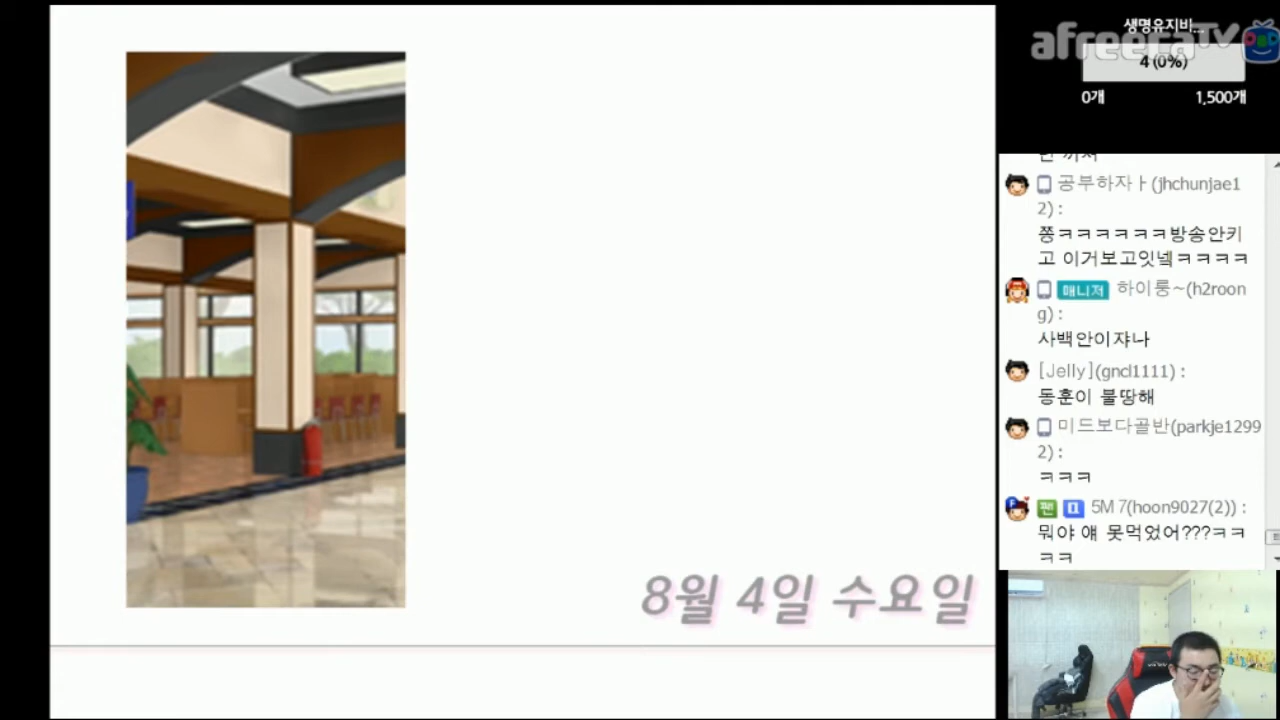 생명유지비...
afreecaTV
4 (0%)
0개
1,500개
공부하자ㅏ(jhchunjae1
2) :
쫑ㅋㅋㅋㅋㅋㅋ방송안키
고 이거보고잇넼ㅋㅋㅋㅋ
매니저 하이룽~(h2roon
g) :
사백안이쟈나
[Jelly](gncl1111) :
동훈이 불땅해
미드보다골반(parkje1299
2) :
ㅋㅋㅋ
팬 5M 7(hoon9027(2)) :
뭐야 얘 못먹었어???ㅋㅋ
ㅋㅋ
8월 4일 수요일